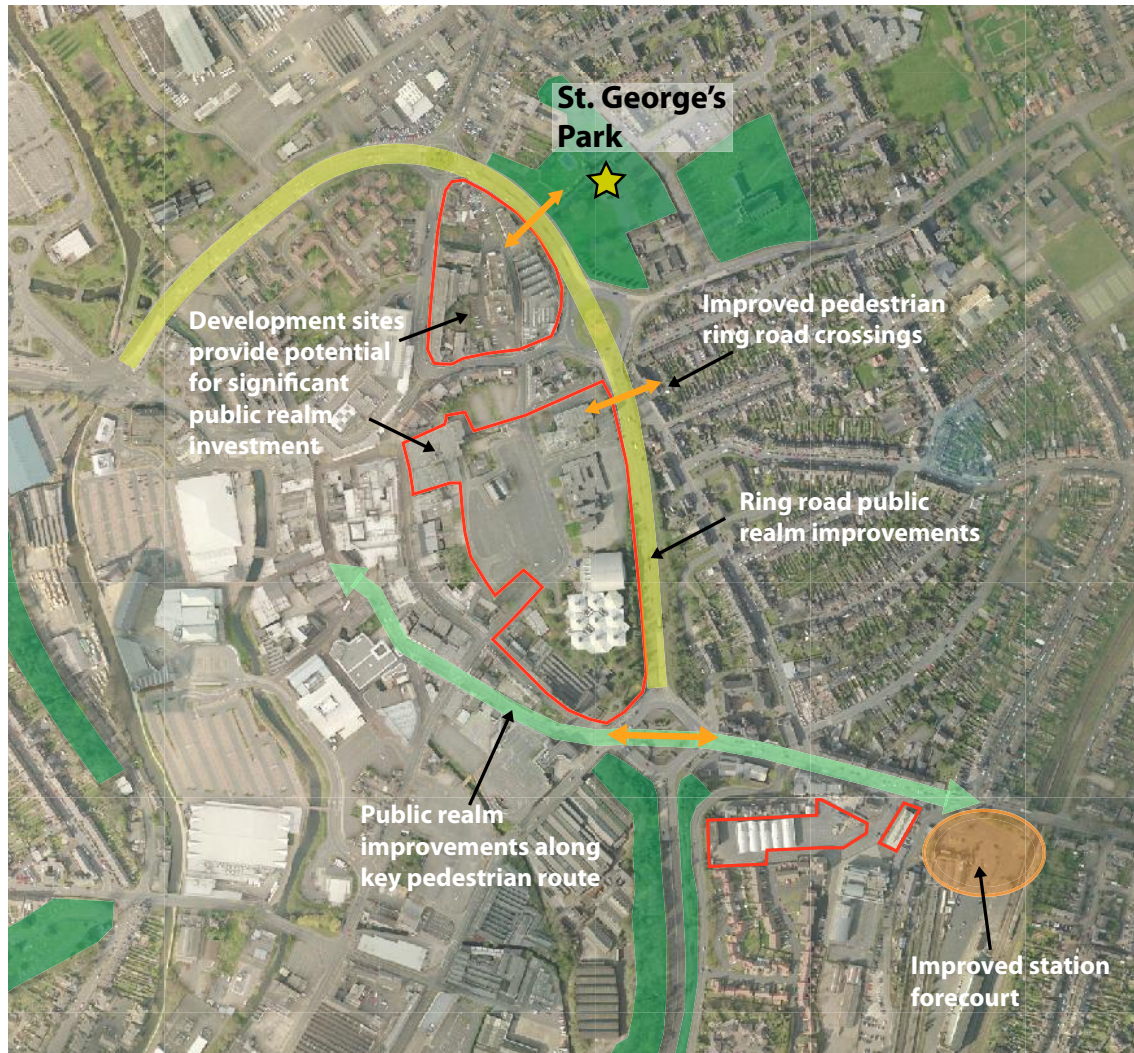 St. George's
Park
Improved pedestrian
ring road crossings
Development sites
provide potential
for significant
public realm
investment
Ring road public
realm improvements
Public realm
improvements along
key pedestrian route
Improved station
forecourt